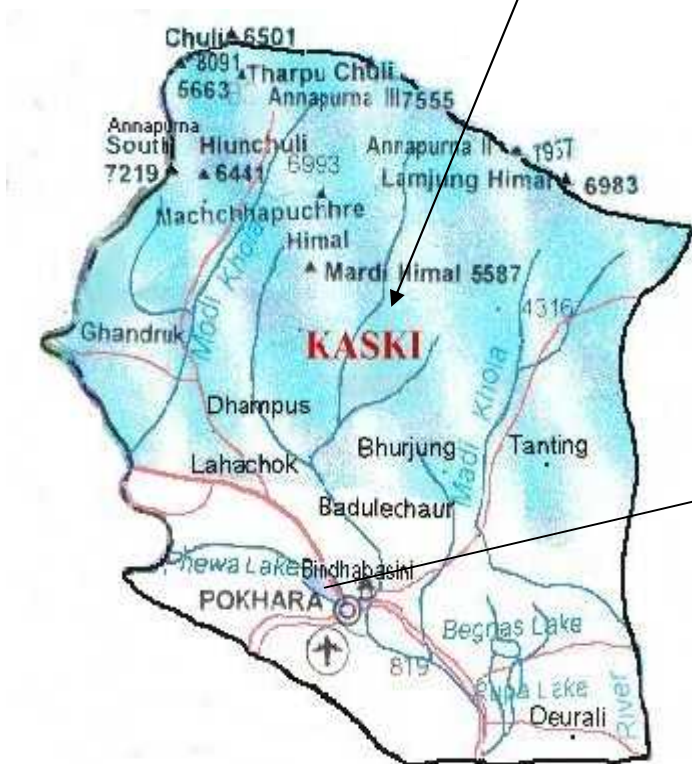 Chuli 6501
8091
Tharpu Chuli
5663
Annapurna III 7555
Annapurna
South
Hiunchuli
6993
Annapurna II
7219
6441
Lamjung Himal
6983
Machchhapuchhre
Himal
Mardi Himal 5587
Modi Khola
4316
Ghandruk
KASKI
Madi Khola
Dhampus
Bhurjung
Tanting
Lahachok
Badulechaur
Phewa Lake
Bindhabasini
POKHARA
Begnas Lake
819
Rupa Lake
River
Deurali